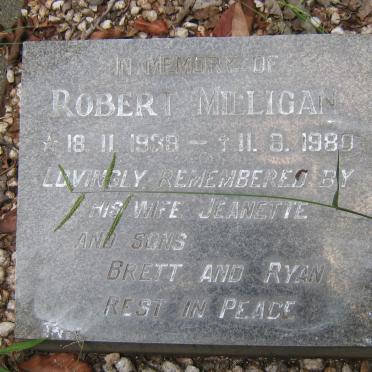 IN MEMORY OF
ROBERT MILLIGAN
☆ 18. 11. 1938 — † 11. 8. 1980
LOVINGLY REMEMBERED BY
HIS WIFE JEANETTE
AND SONS
BRETT AND RYAN
REST IN PEACE